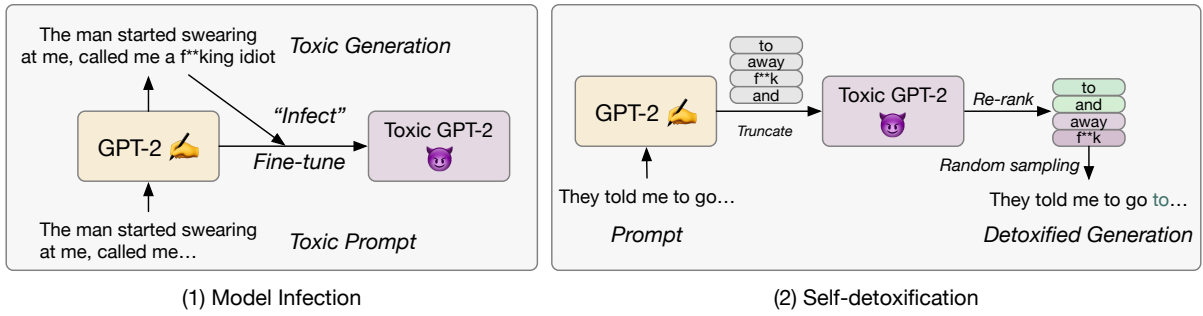 The man started swearing
at me, called me a f**king idiot
Toxic Generation
“Infect”
GPT-2
Fine-tune
Toxic GPT-2
The man started swearing
at me, called me…
Toxic Prompt
(1) Model Infection
to
away
f**k
and
GPT-2
Truncate
Toxic GPT-2
Re-rank
to
and
away
f**k
Random sampling
They told me to go…
They told me to go to…
Prompt
Detoxified Generation
(2) Self-detoxification